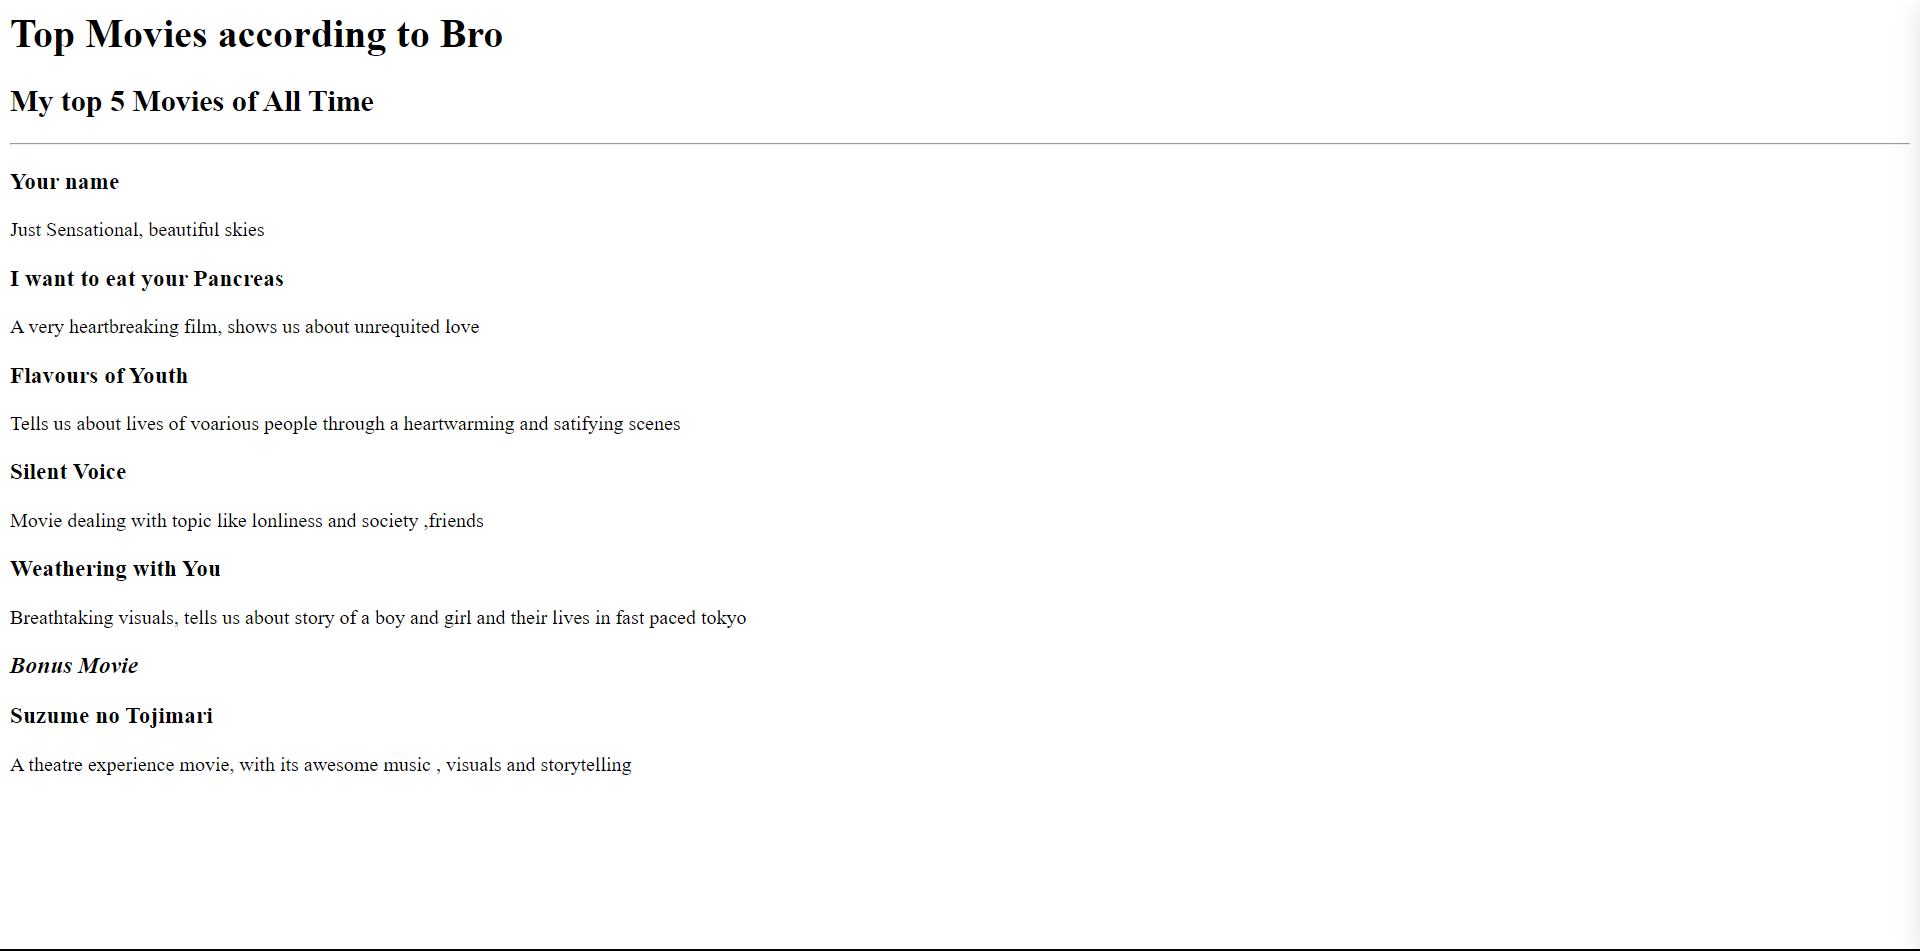 Top Movies according to Bro
My top 5 Movies of All Time
Your name
Just Sensational, beautiful skies
I want to eat your Pancreas
A very heartbreaking film, shows us about unrequited love
Flavours of Youth
Tells us about lives of voarious people through a heartwarming and satifying scenes
Silent Voice
Movie dealing with topic like lonliness and society ,friends
Weathering with You
Breathtaking visuals, tells us about story of a boy and girl and their lives in fast paced tokyo
Bonus Movie
Suzume no Tojimari
A theatre experience movie, with its awesome music , visuals and storytelling